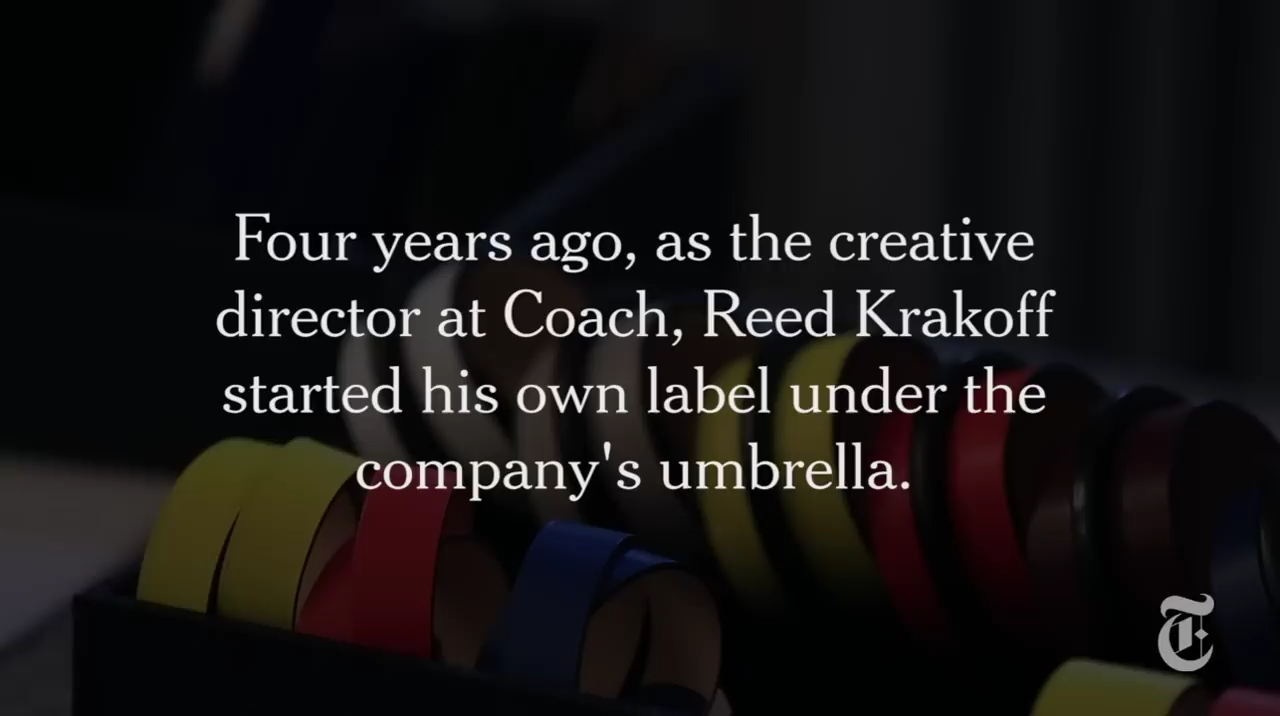 Four years ago, as the creative
director at Coach, Reed Krakoff
started his own label under the
company's umbrella.
T